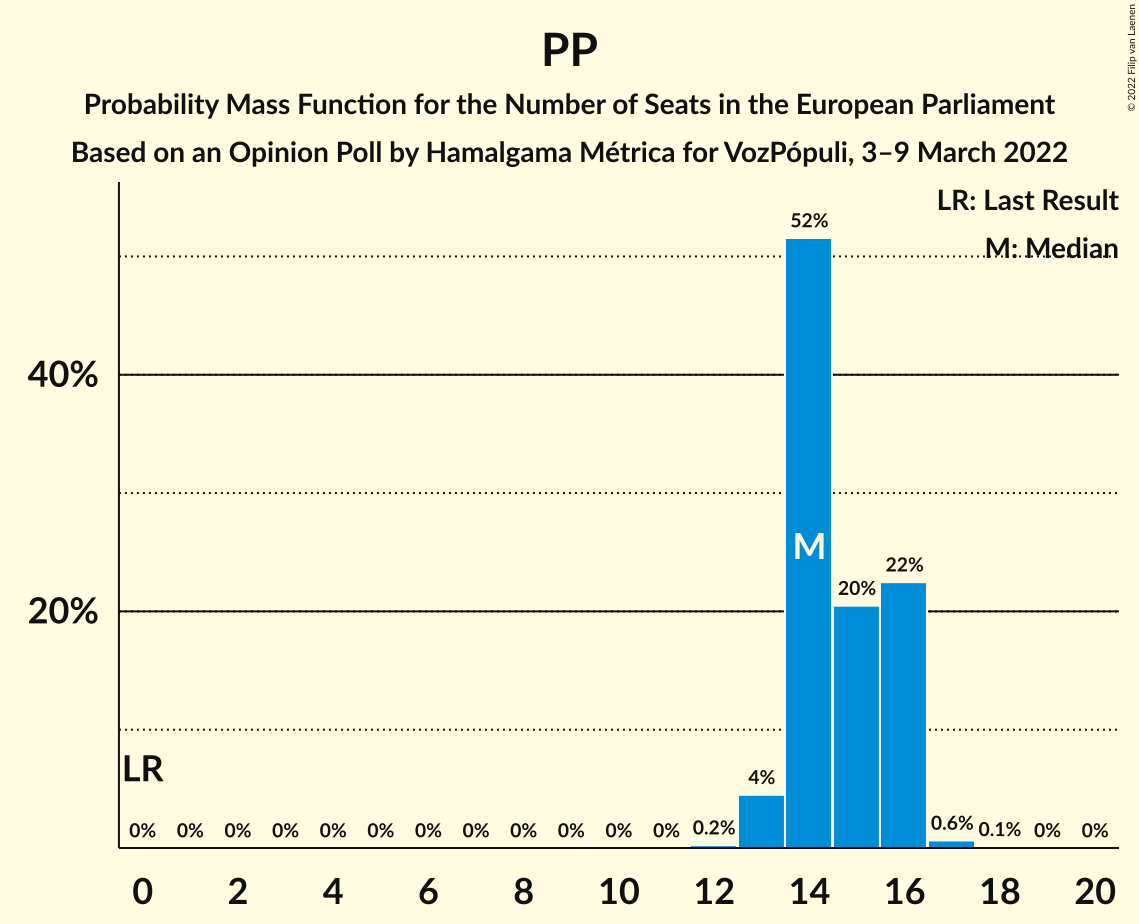 PP
Probability Mass Function for the Number of Seats in the European Parliament
Based on an Opinion Poll by Hamalgama Métrica for VozPópuli, 3–9 March 2022
© 2022 Filip van Laenen
LR: Last Result
M: Median
52%
40%
M
22%
20%
20%
LR
4%
0% 0% 0% 0% 0% 0% 0% 0% 0% 0% 0% 0% 0.2% 0.6% 0.1% 0% 0%
0 2 4 6 8 10 12 14 16 18 20